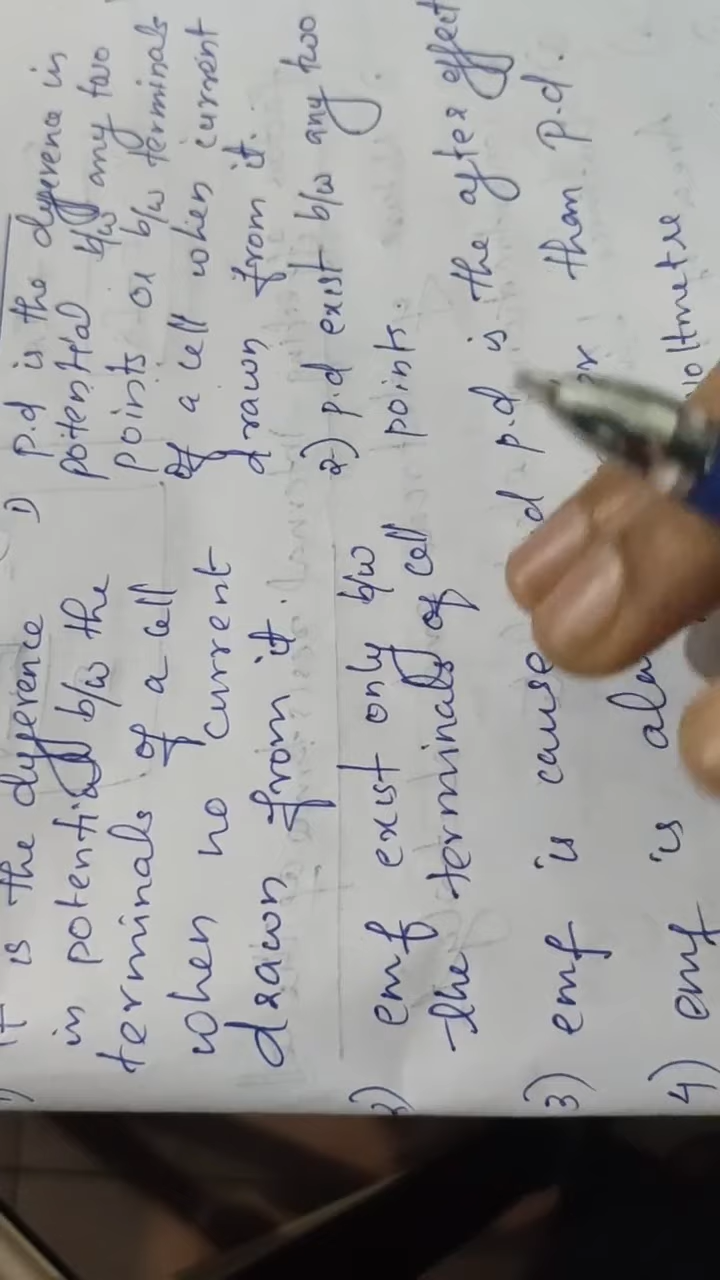 It is the difference
in potential b/w the
terminals of a cell
when no current
drawn from it.
1) p.d is the difference in
potential b/w any two
points or b/w terminals
of a cell when current
drawn from it.
2) emf exist only b/w
the terminals of cell
2) p.d exist b/w any two
points.
3) emf is cause p.d is the after effect
4) emf is than p.d.